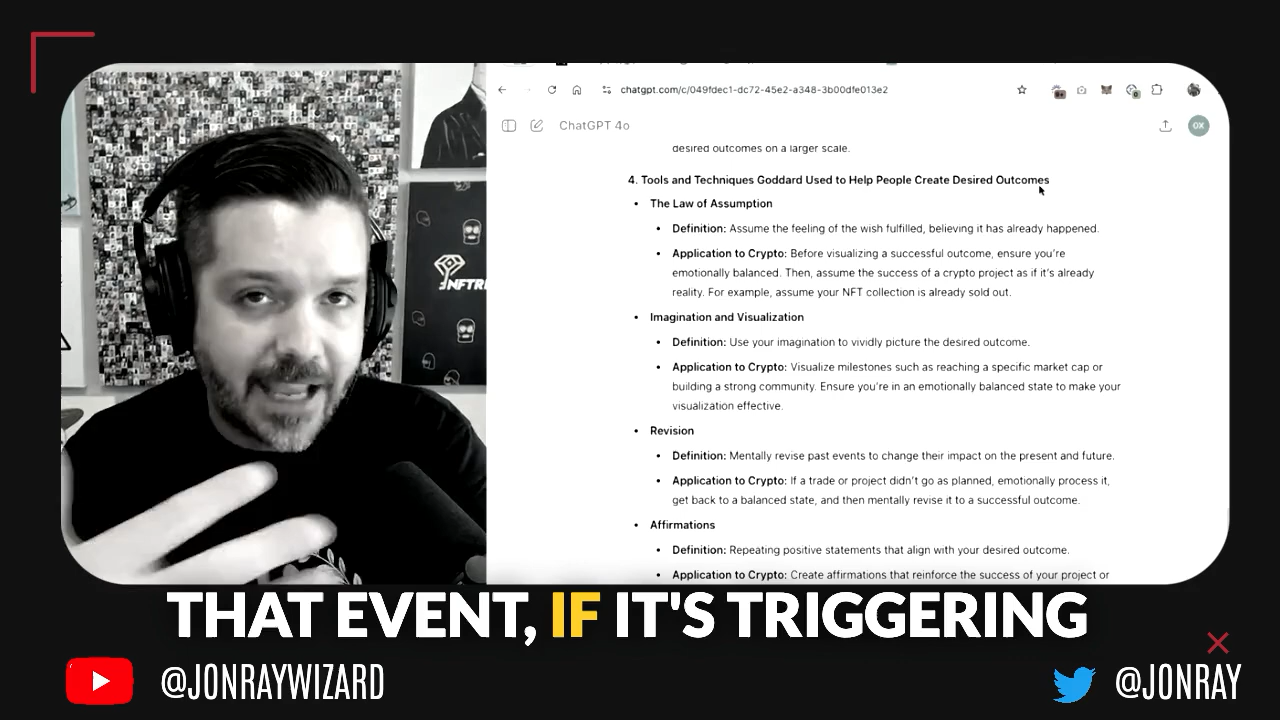 chatgpt.com/c/049fdec1-dc72-45e2-a348-3b00dfe013e2
ChatGPT 4o
GX
desired outcomes on a larger scale.
4. Tools and Techniques Goddard Used to Help People Create Desired Outcomes
• The Law of Assumption
• Definition: Assume the feeling of the wish fulfilled, believing it has already happened.
• Application to Crypto: Before visualizing a successful outcome, ensure you're
emotionally balanced. Then, assume the success of a crypto project as if it's already
reality. For example, assume your NFT collection is already sold out.
• Imagination and Visualization
• Definition: Use your imagination to vividly picture the desired outcome.
• Application to Crypto: Visualize milestones such as reaching a specific market cap or
building a strong community. Ensure you're in an emotionally balanced state to make your
visualization effective.
• Revision
• Definition: Mentally revise past events to change their impact on the present and future.
• Application to Crypto: If a trade or project didn't go as planned, emotionally process it,
get back to a balanced state, and then mentally revise it to a successful outcome.
• Affirmations
• Definition: Repeating positive statements that align with your desired outcome.
• Application to Crypto: Create affirmations that reinforce the success of your project or
THAT EVENT, IF IT'S TRIGGERING
@JONRAYWIZARD
@JONRAY